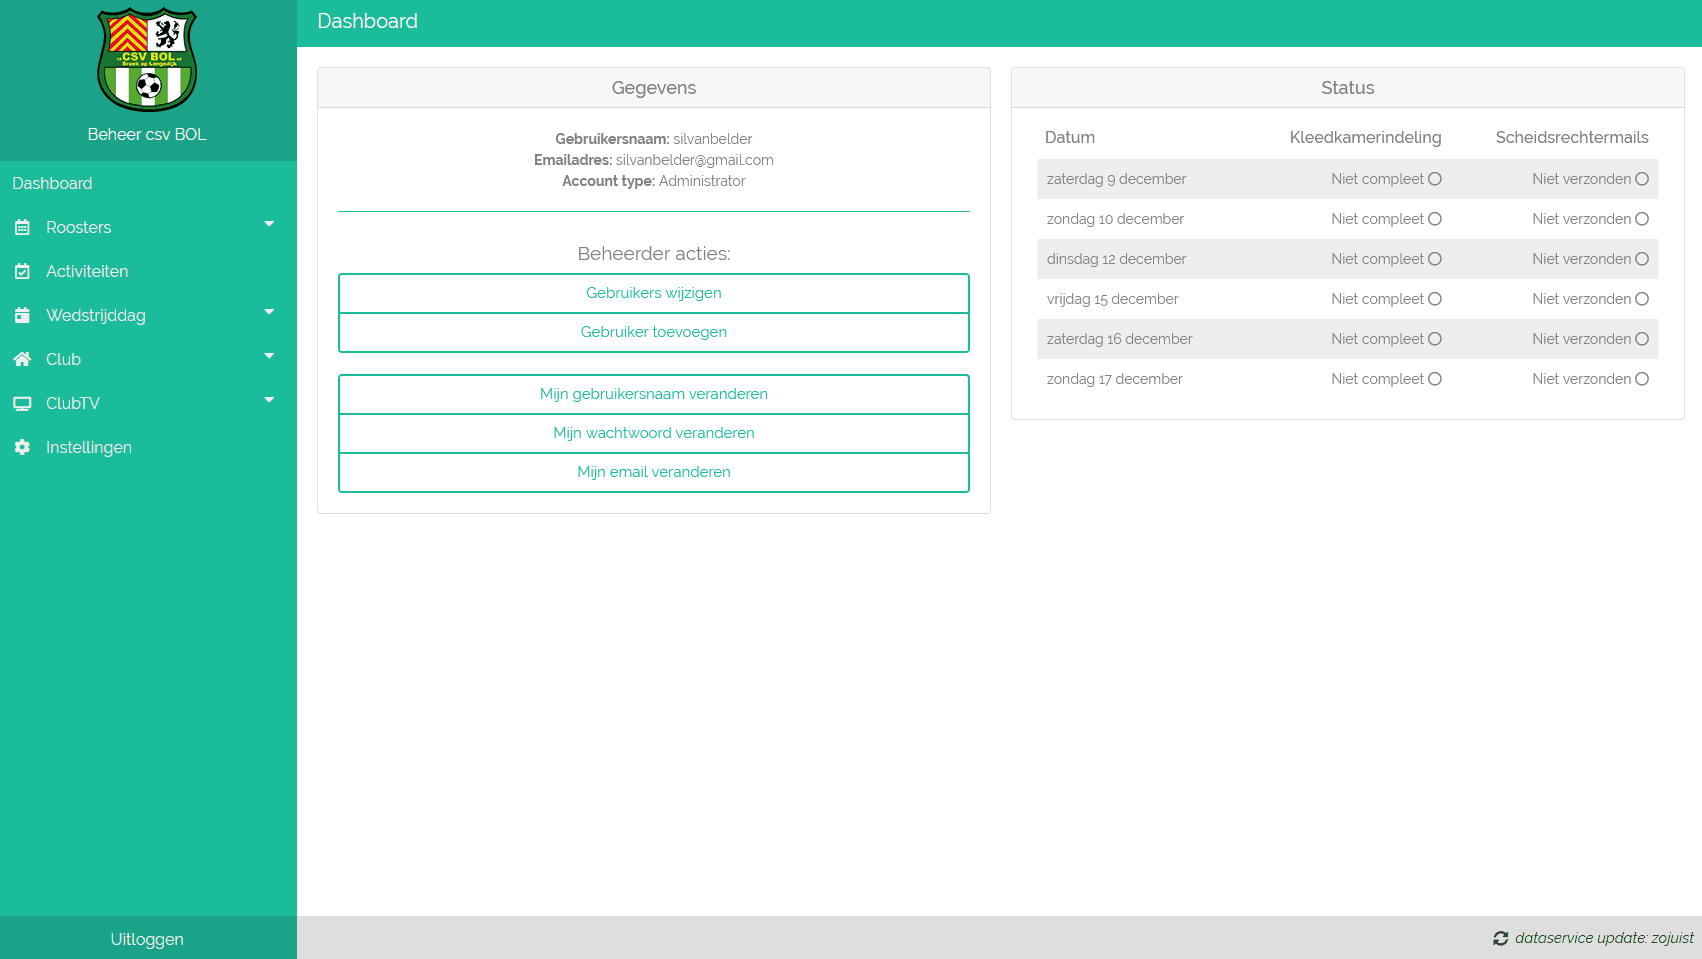 CSV BOL
Broek op Langedijk
Beheer csv BOL
Dashboard
Roosters
Activiteiten
Wedstrijddag
Club
ClubTV
Instellingen
Uitloggen
Dashboard
Gegevens
Gebruikersnaam: silvanbelder
Emailadres: silvanbelder@gmail.com
Account type: Administrator
Beheerder acties:
Gebruikers wijzigen
Gebruiker toevoegen
Mijn gebruikersnaam veranderen
Mijn wachtwoord veranderen
Mijn email veranderen
Status
Datum Kleedkamerindeling Scheidsrechtermails
zaterdag 9 december Niet compleet Niet verzonden
zondag 10 december Niet compleet Niet verzonden
dinsdag 12 december Niet compleet Niet verzonden
vrijdag 15 december Niet compleet Niet verzonden
zaterdag 16 december Niet compleet Niet verzonden
zondag 17 december Niet compleet Niet verzonden
dataservice update: zojuist